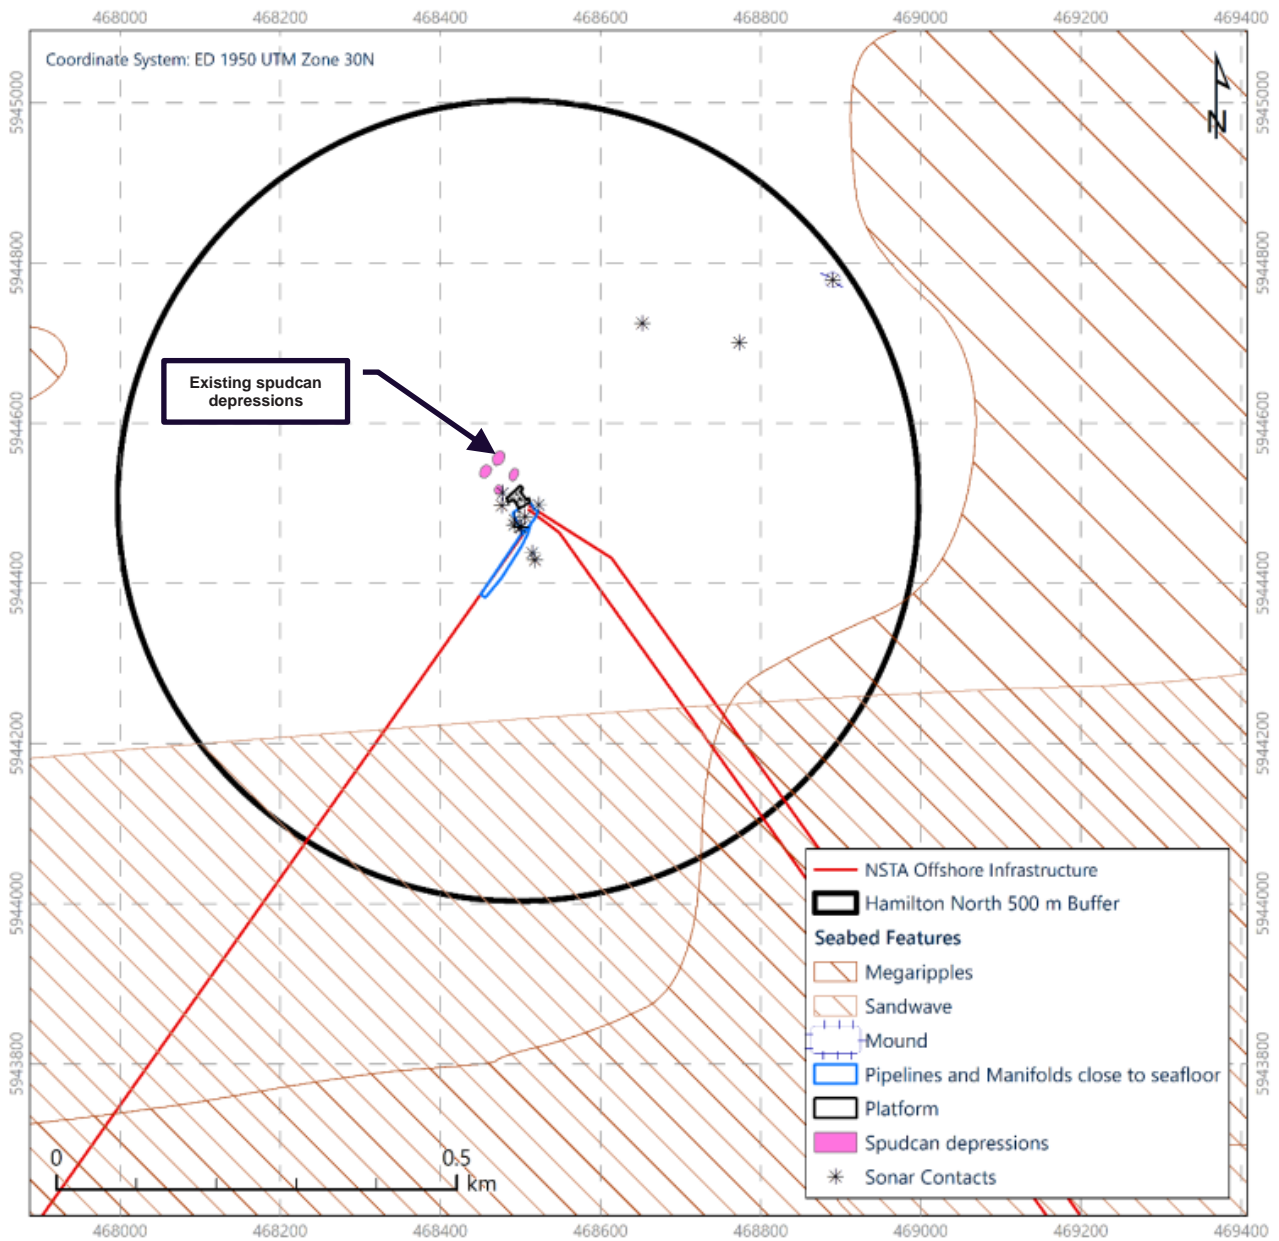 468000 468200 468400 468600 468800 469000 469200 469400
Coordinate System: ED 1950 UTM Zone 30N
N
5945000 5945000
5944800 5944800
Existing spudcan
depressions
5944600 5944600
5944400 5944400
5944200 5944200
NSTA Offshore Infrastructure
Hamilton North 500 m Buffer
5944000 5944000
Seabed Features
Megaripples
Sandwave
Mound
5943800 5943800
Pipelines and Manifolds close to seafloor
Platform
Spudcan depressions
Sonar Contacts
0 0.5
km
468000 468200 468400 468600 468800 469000 469200 469400